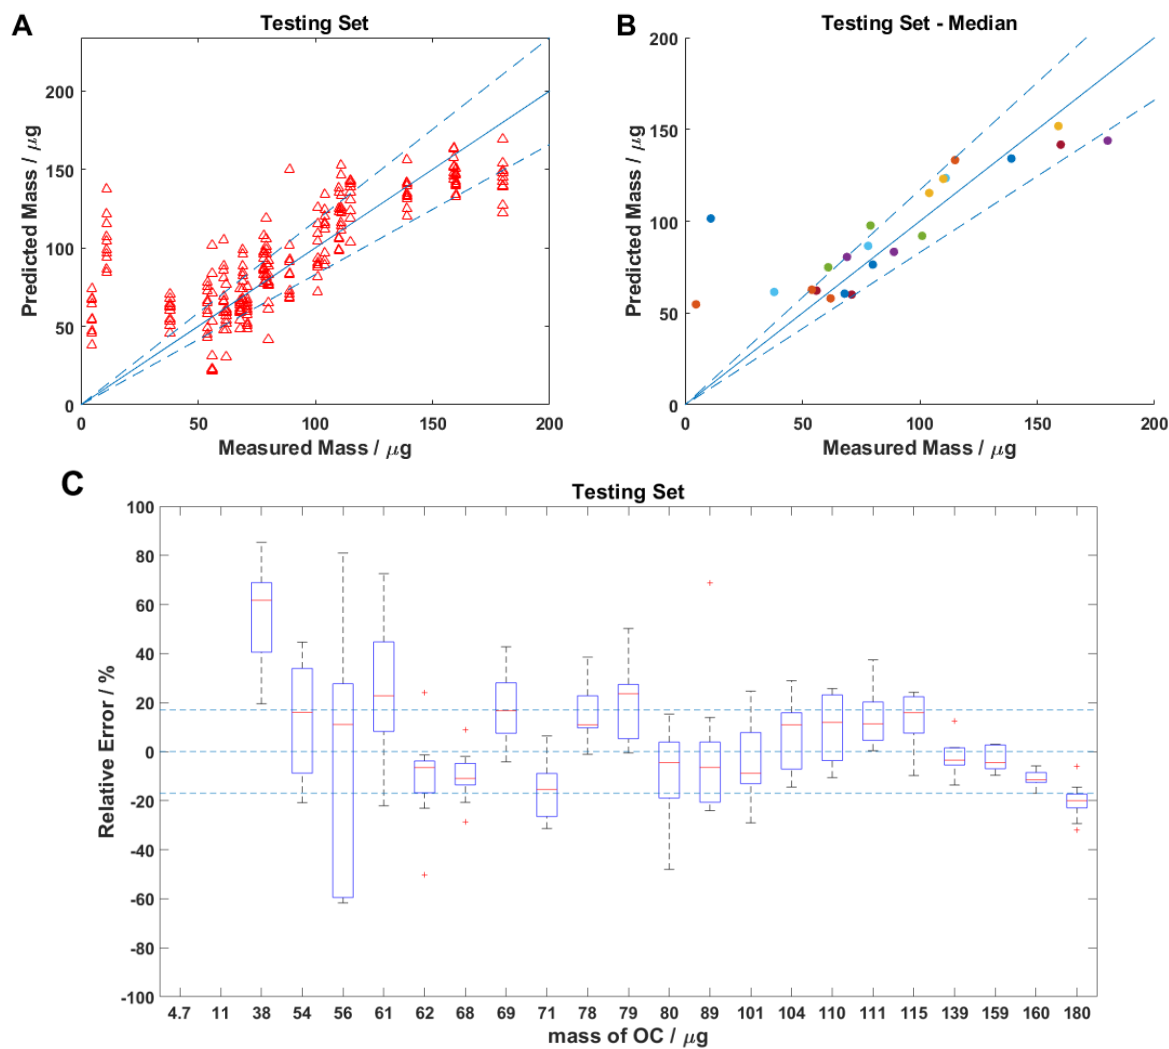 A
Testing Set
Predicted Mass / μg
200
150
100
50
0
0 50 100 150 200
Measured Mass / μg
B
Testing Set - Median
Predicted Mass / μg
200
150
100
50
0
0 50 100 150 200
Measured Mass / μg
C
Testing Set
Relative Error / %
100
80
60
40
20
0
-20
-40
-60
-80
-100
4.7 11 38 54 56 61 62 68 69 71 78 79 80 89 101 104 110 111 115 139 159 160 180
mass of OC / μg